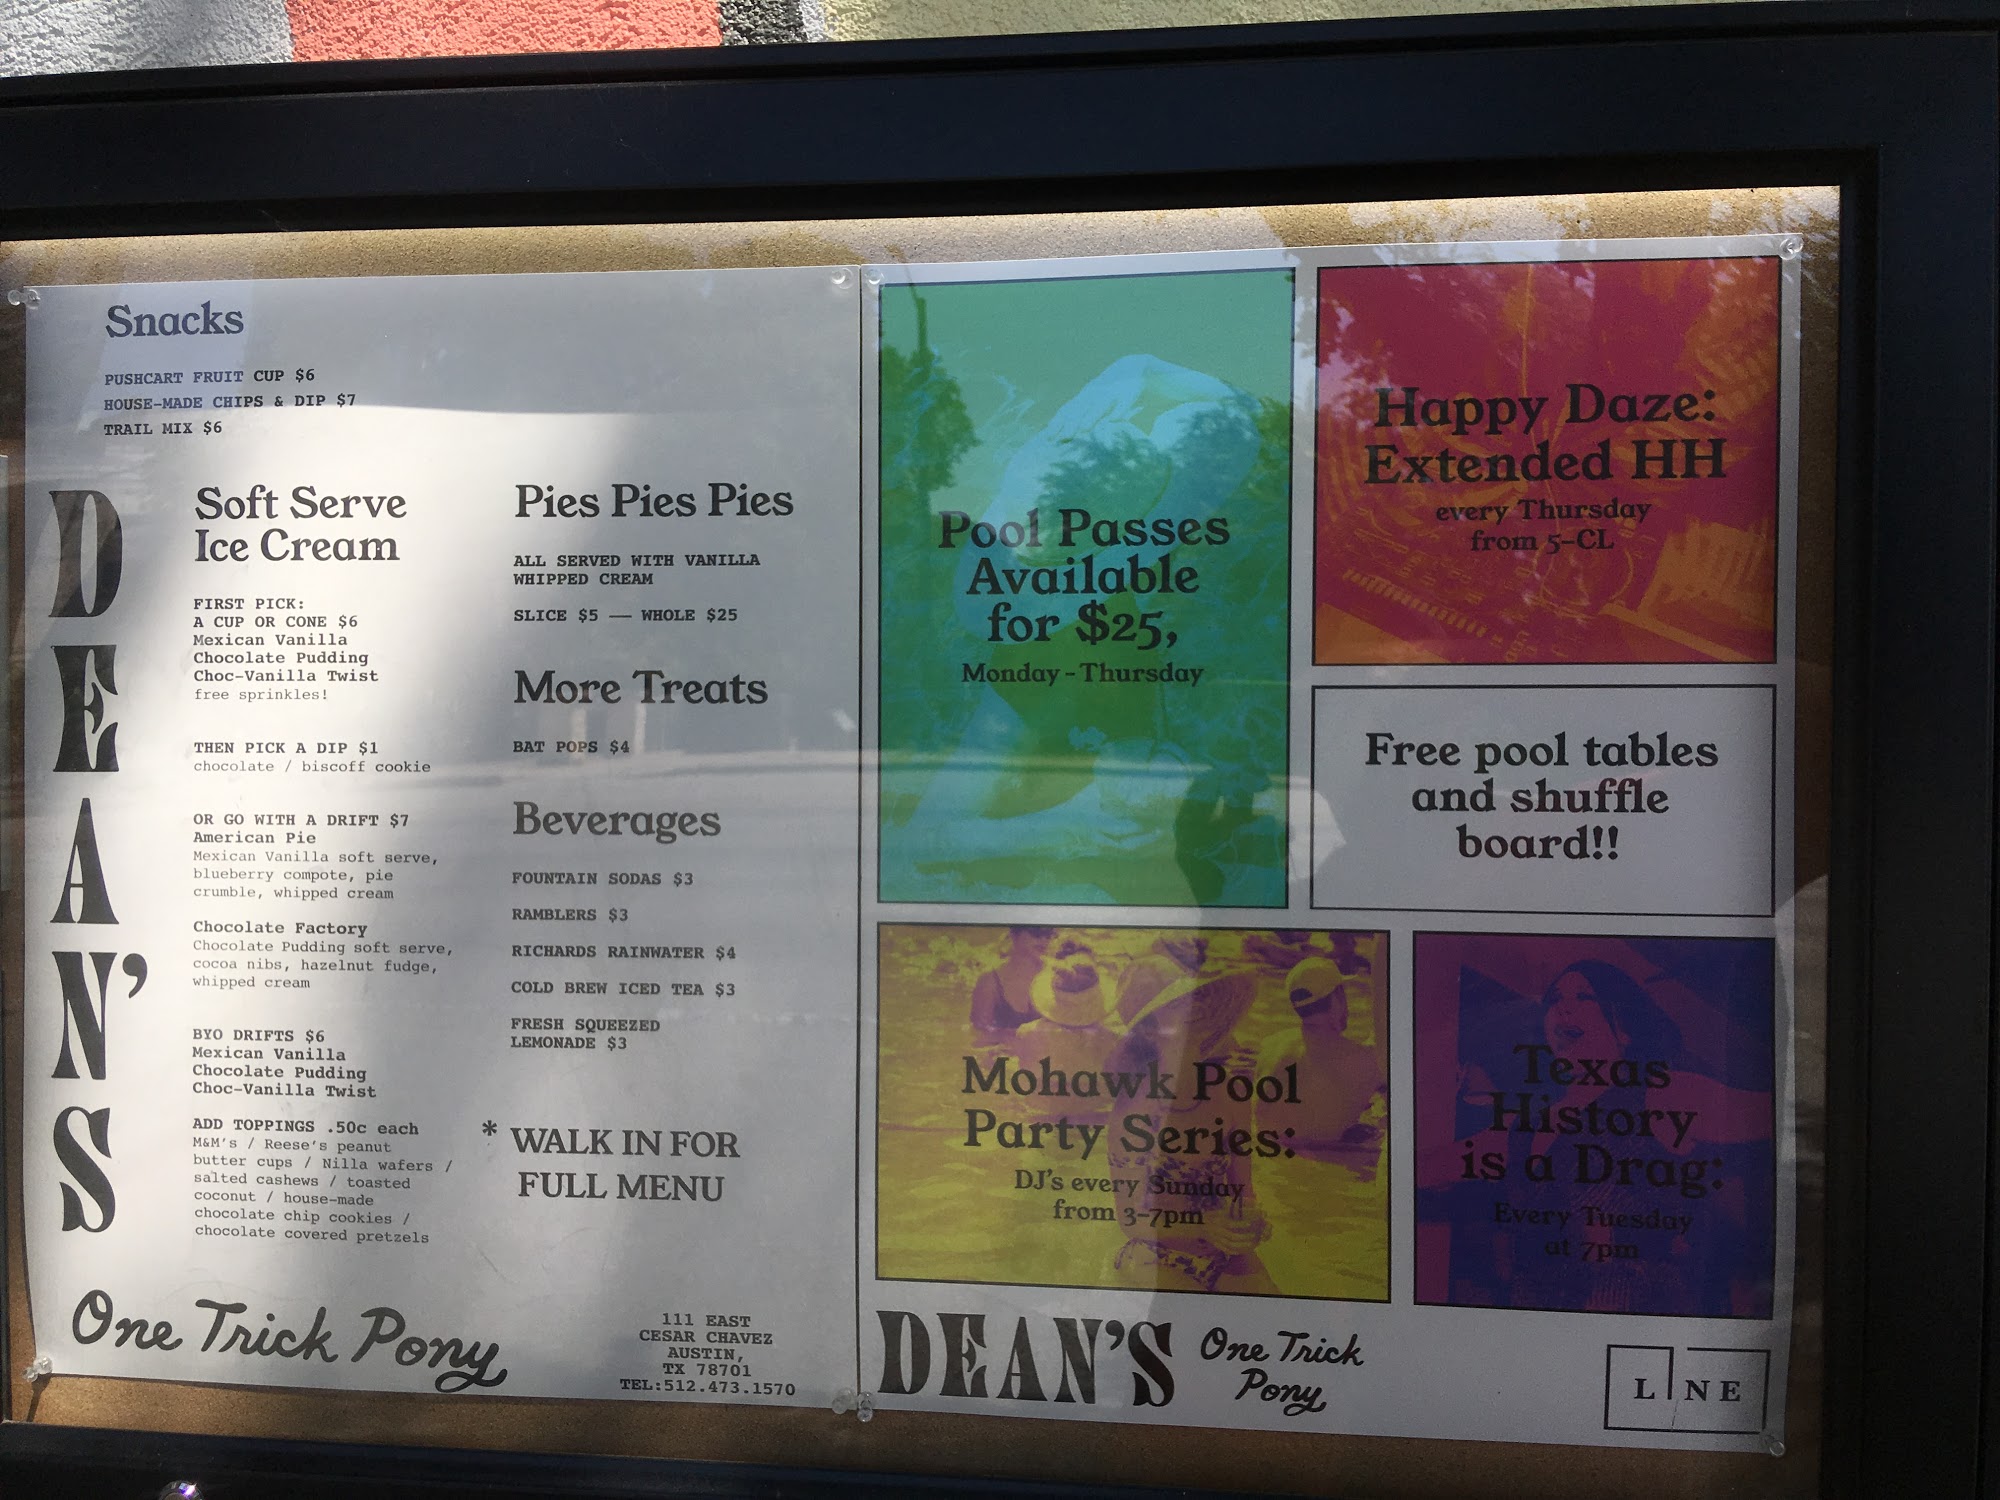 Snacks
PUSHCART FRUIT CUP $6
HOUSE-MADE CHIPS & DIP $7
TRAIL MIX $6
DEAN'S
Soft Serve
Ice Cream
FIRST PICK:
A CUP OR CONE $6
Mexican Vanilla
Chocolate Pudding
Choc-Vanilla Twist
free sprinkles!
THEN PICK A DIP $1
chocolate / biscoff cookie
OR GO WITH A DRIFT $7
American Pie
Mexican Vanilla soft serve,
blueberry compote, pie
crumble, whipped cream
Chocolate Factory
Chocolate Pudding soft serve,
cocoa nibs, hazelnut fudge,
whipped cream
BYO DRIFTS $6
Mexican Vanilla
Chocolate Pudding
Choc-Vanilla Twist
ADD TOPPINGS .50c each
M&M's / Reese's peanut
butter cups / Nilla wafers /
salted cashews / toasted
coconut / house-made
chocolate chip cookies /
chocolate covered pretzels
Pies Pies Pies
ALL SERVED WITH VANILLA
WHIPPED CREAM
SLICE $5 — WHOLE $25
More Treats
BAT POPS $4
Beverages
FOUNTAIN SODAS $3
RAMBLERS $3
RICHARDS RAINWATER $4
COLD BREW ICED TEA $3
FRESH SQUEEZED
LEMONADE $3
* WALK IN FOR
FULL MENU
One Trick Pony
111 EAST
CESAR CHAVEZ
AUSTIN,
TX 78701
TEL:512.473.1570
Pool Passes
Available
for $25,
Monday-Thursday
Happy Daze:
Extended HH
every Thursday
from 5-CL
Free pool tables
and shuffle
board!!
Mohawk Pool
Party Series:
DJ's every Sunday
from 3-7pm
Texas
History
is a Drag:
Every Tuesday
at 7pm
DEAN'S
One Trick
Pony
LINE